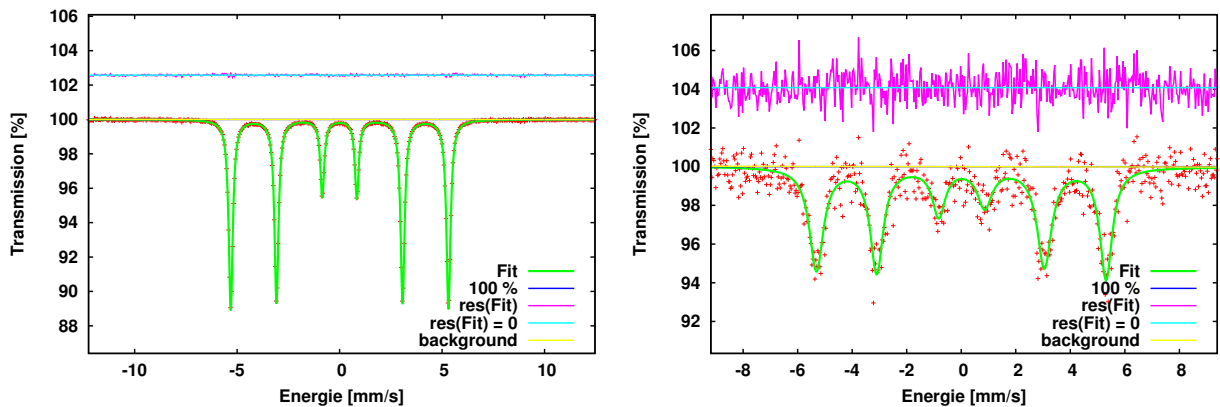 106
104
102
100
98
96
94
92
90
88
Transmission [%]
Fit
100 %
res(Fit)
res(Fit) = 0
background
-10
-5
0
5
10
Energie [mm/s]
106
104
102
100
98
96
94
92
Transmission [%]
Fit
100 %
res(Fit)
res(Fit) = 0
background
-8
-6
-4
-2
0
2
4
6
8
Energie [mm/s]